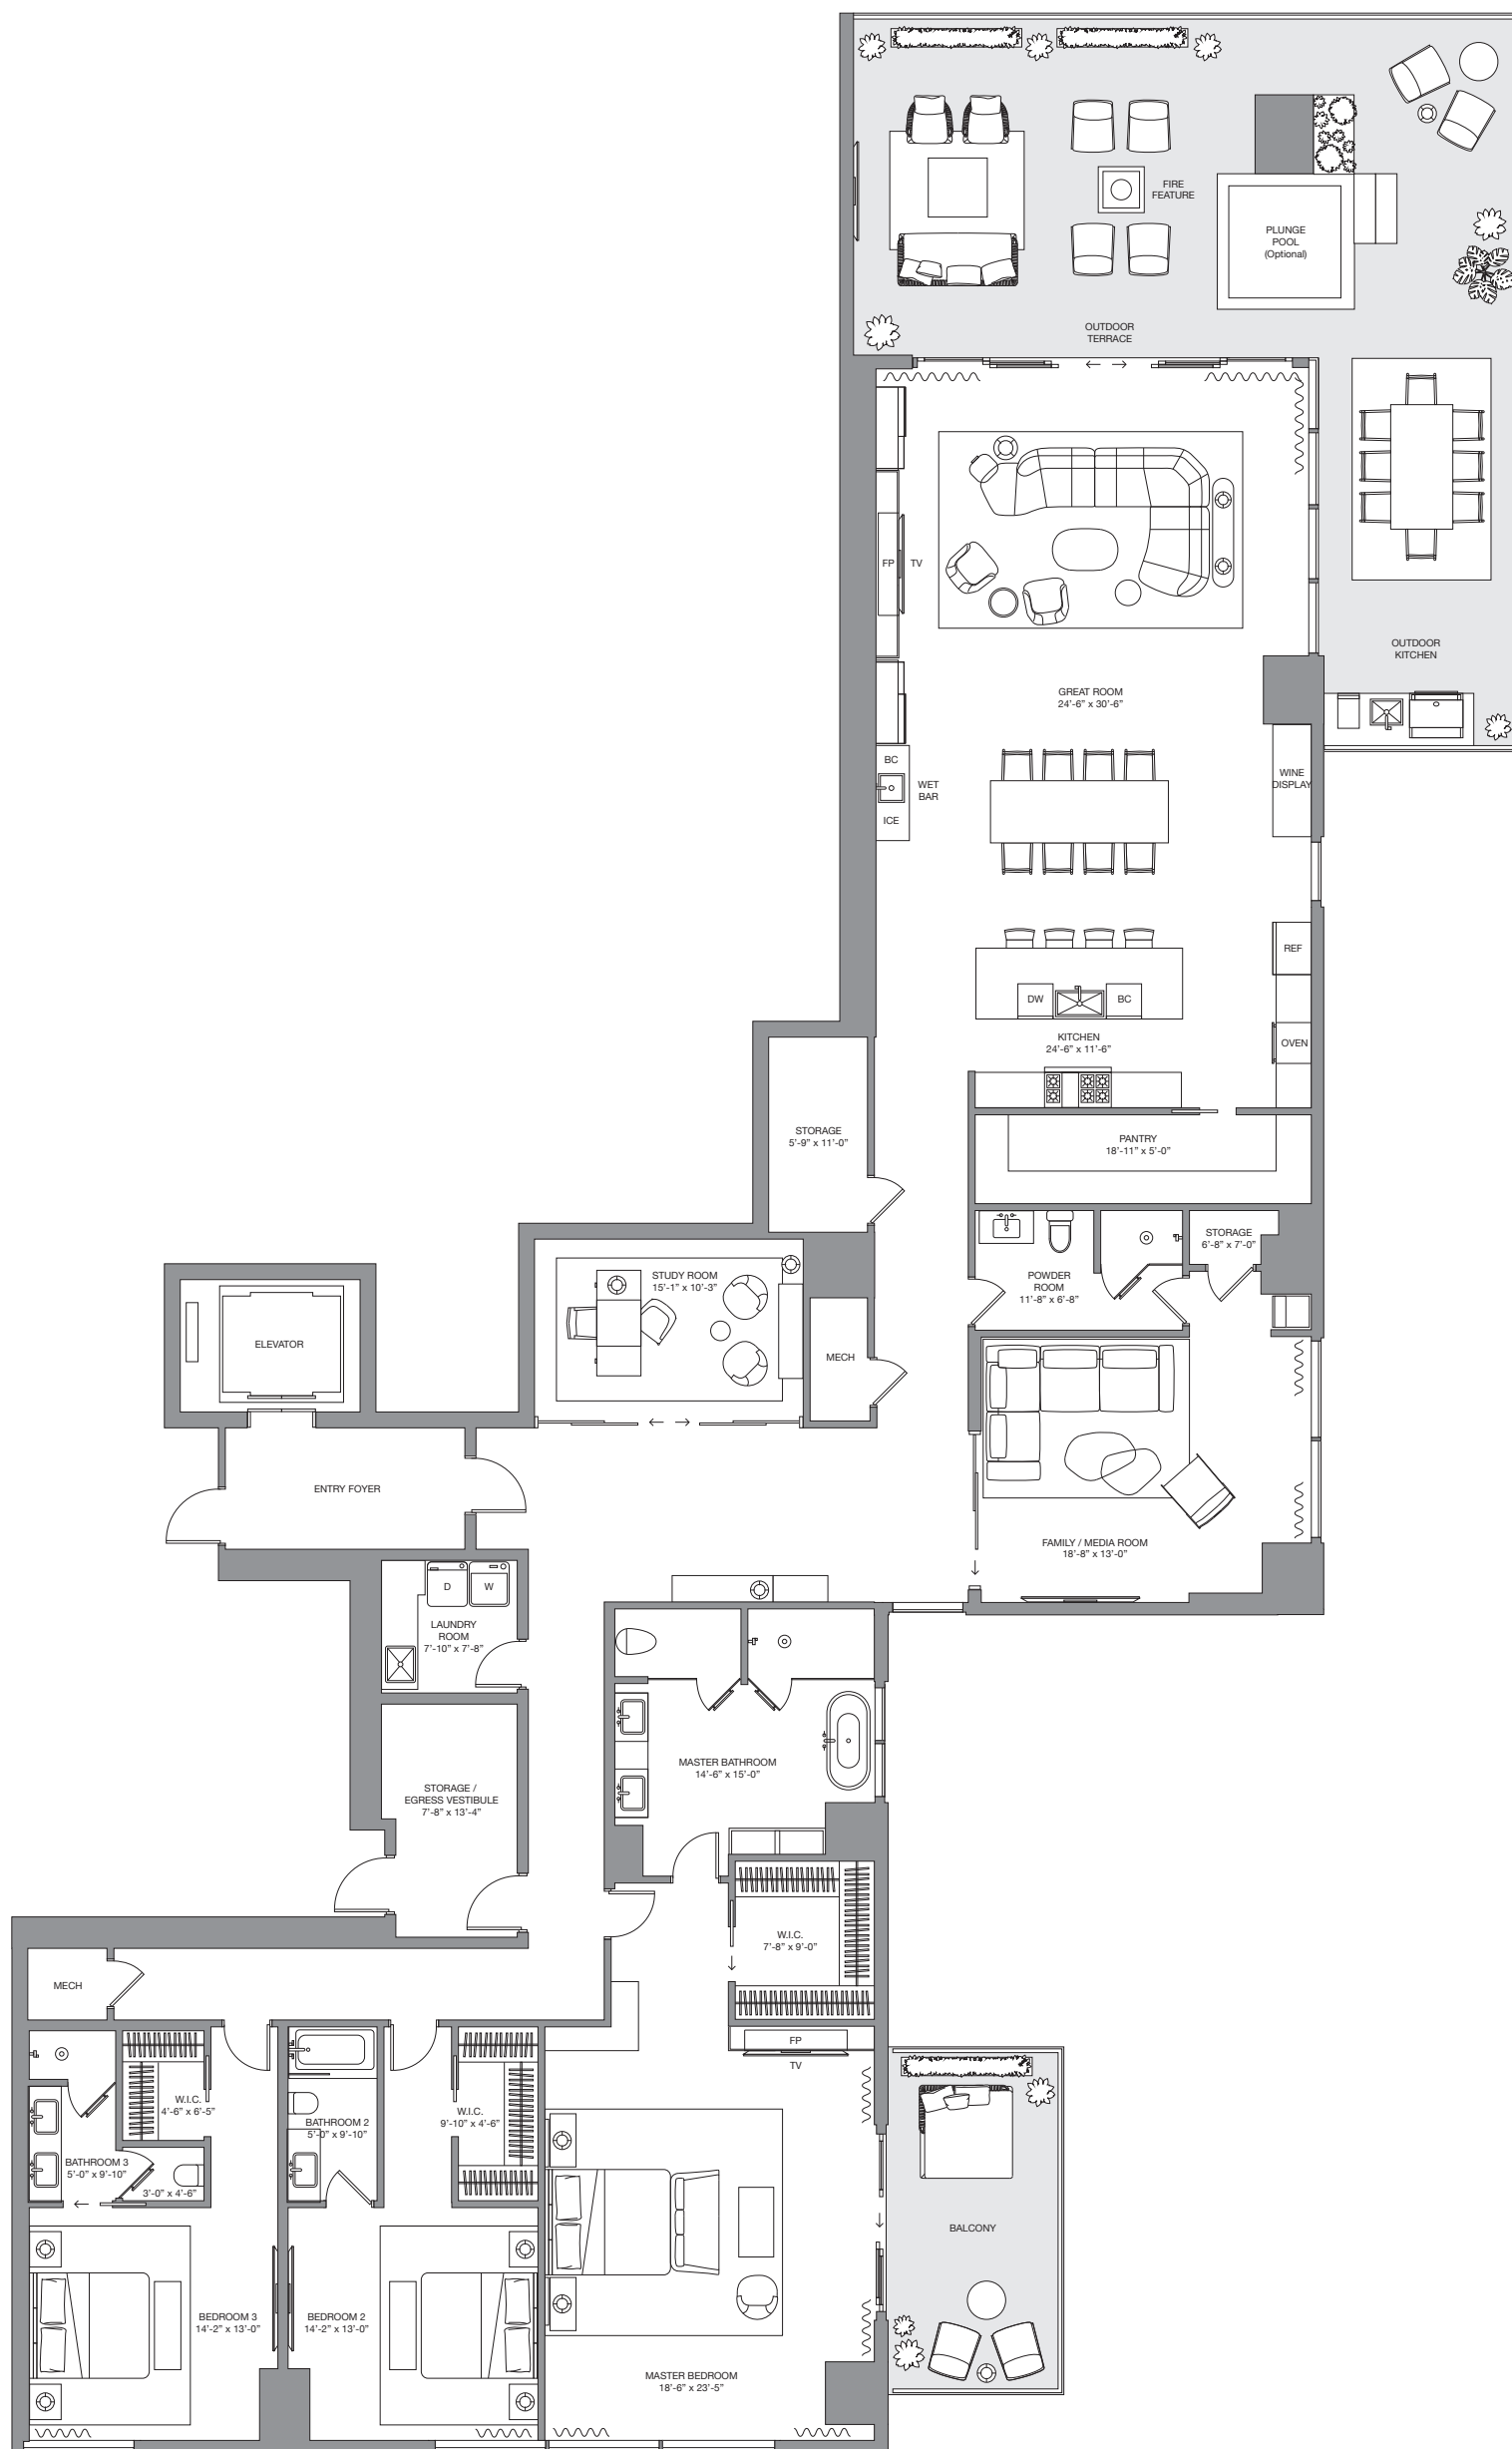 FIRE
FEATURE
PLUNGE
POOL
(Optional)
OUTDOOR
TERRACE
FP
TV
OUTDOOR
KITCHEN
GREAT ROOM
24'-6" x 30'-6"
BC
WET
BAR
ICE
WINE
DISPLAY
REF
DW
BC
KITCHEN
24'-6" x 11'-6"
OVEN
STORAGE
5'-9" x 11'-0"
PANTRY
18'-11" x 5'-0"
STORAGE
6'-8" x 7'-0"
STUDY ROOM
15'-1" x 10'-3"
POWDER
ROOM
11'-8" x 6'-8"
ELEVATOR
MECH
ENTRY FOYER
FAMILY / MEDIA ROOM
18'-8" x 13'-0"
D
W
LAUNDRY
ROOM
7'-10" x 7'-8"
MASTER BATHROOM
14'-6" x 15'-0"
STORAGE /
EGRESS VESTIBULE
7'-8" x 13'-4"
W.I.C.
7'-8" x 9'-0"
MECH
FP
TV
W.I.C.
4'-6" x 6'-5"
BATHROOM 2
5'-0" x 9'-10"
W.I.C.
9'-10" x 4'-6"
BATHROOM 3
5'-0" x 9'-10"
3'-0" x 4'-6"
BALCONY
BEDROOM 3
14'-2" x 13'-0"
BEDROOM 2
14'-2" x 13'-0"
MASTER BEDROOM
18'-6" x 23'-5"